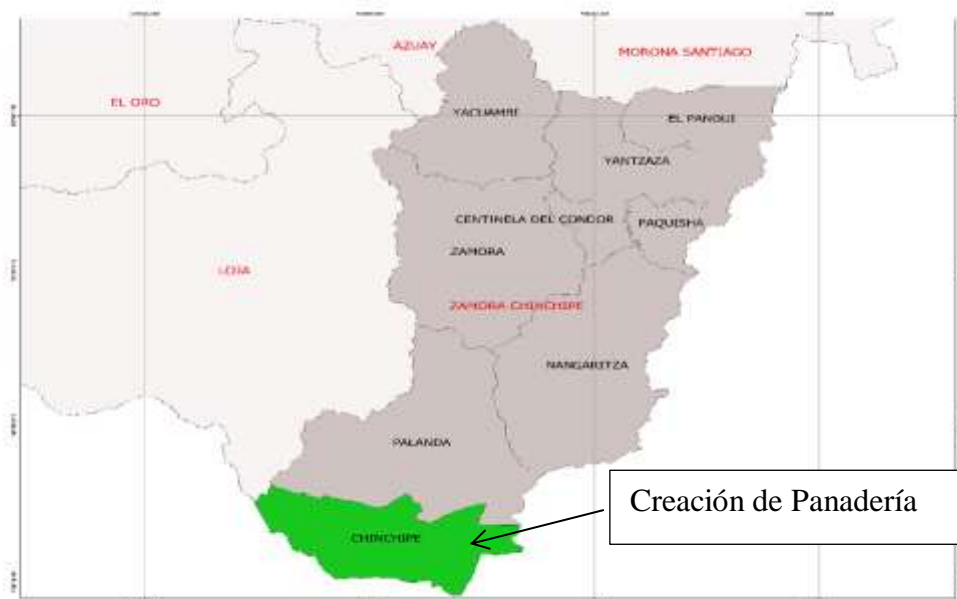 AZUAY
MORONA SANTIAGO
EL ORO
YACUAMBI
EL PANGUI
YANTZAZA
CENTINELA DEL CONDOR
PAQUISHA
ZAMORA
LOJA
ZAMORA CHINCHIPE
NANGARITZA
PALANDA
Creación de Panadería
CHINCHIPE